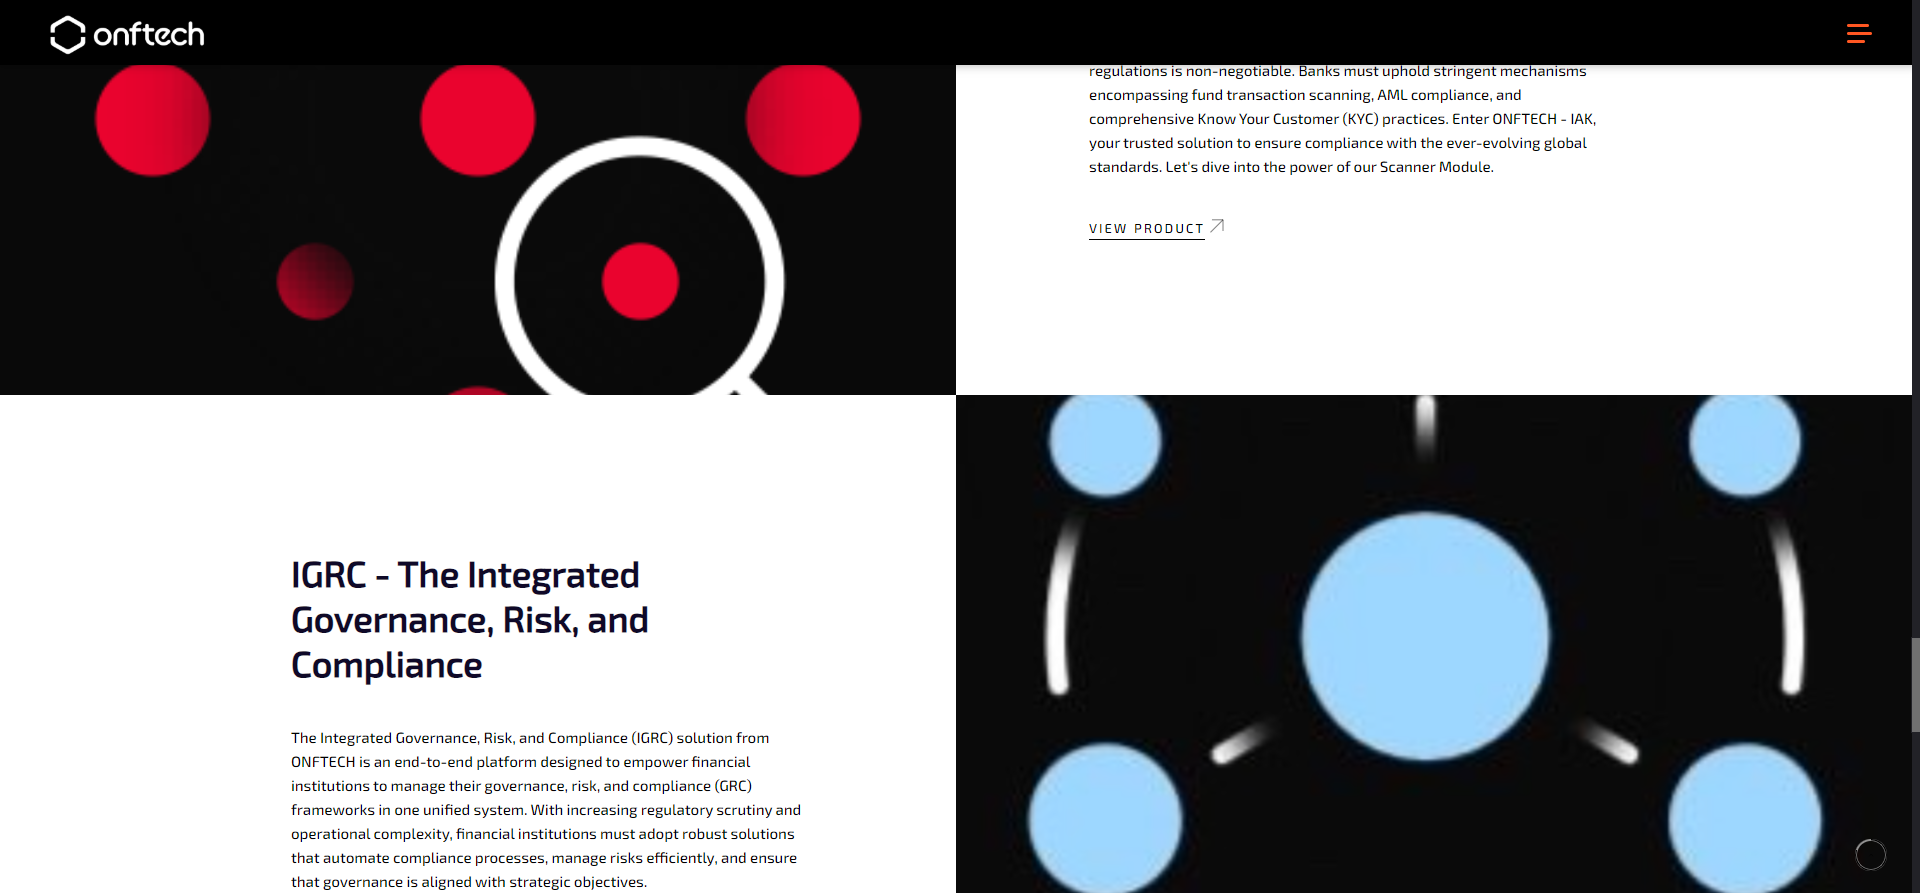 onftech
regulations is non-negotiable. Banks must uphold stringent mechanisms
encompassing fund transaction scanning, AML compliance, and
comprehensive Know Your Customer (KYC) practices. Enter ONFTECH - IAK,
your trusted solution to ensure compliance with the ever-evolving global
standards. Let's dive into the power of our Scanner Module.
VIEW PRODUCT
IGRC - The Integrated
Governance, Risk, and
Compliance
The Integrated Governance, Risk, and Compliance (IGRC) solution from
ONFTECH is an end-to-end platform designed to empower financial
institutions to manage their governance, risk, and compliance (GRC)
frameworks in one unified system. With increasing regulatory scrutiny and
operational complexity, financial institutions must adopt robust solutions
that automate compliance processes, manage risks efficiently, and ensure
that governance is aligned with strategic objectives.